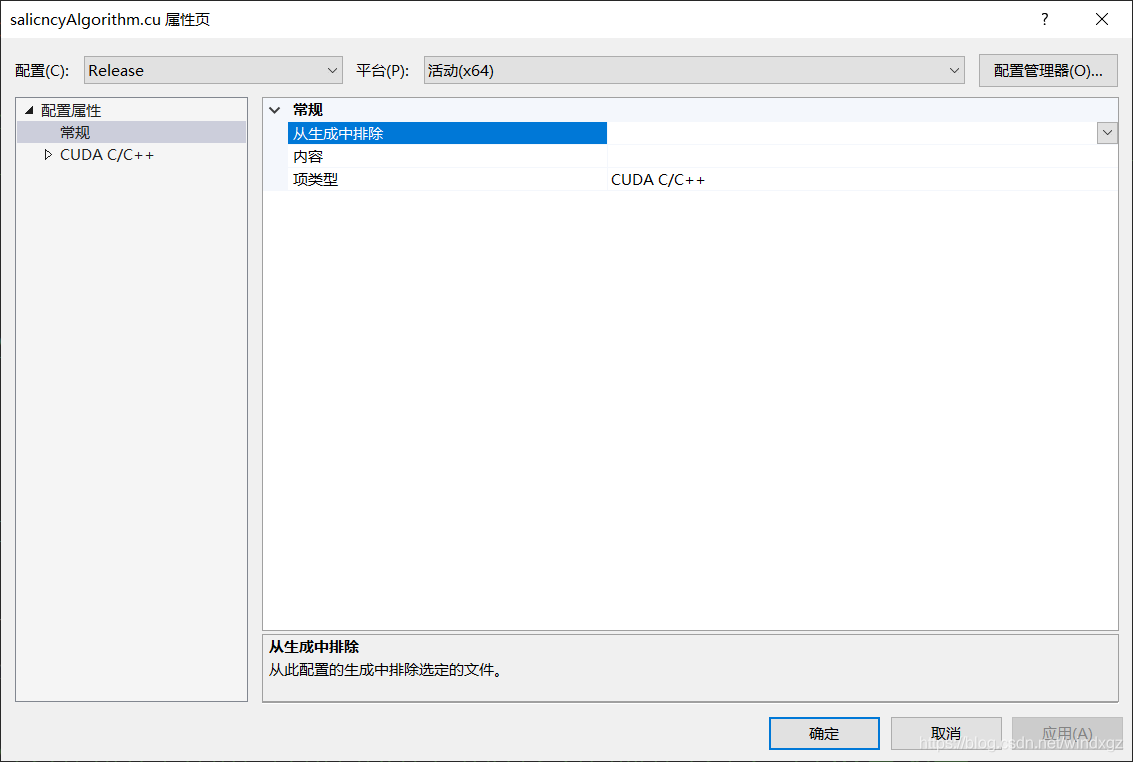 salicncyAlgorithm.cu 属性页
配置(C): Release 平台(P): 活动(x64) 配置管理器(O)...
配置属性
常规
CUDA C/C++
常规
从生成中排除
内容
项类型 CUDA C/C++
从生成中排除
从此配置的生成中排除选定的文件。
确定 取消 应用(A)
https://blog.csdn.net/windxgz